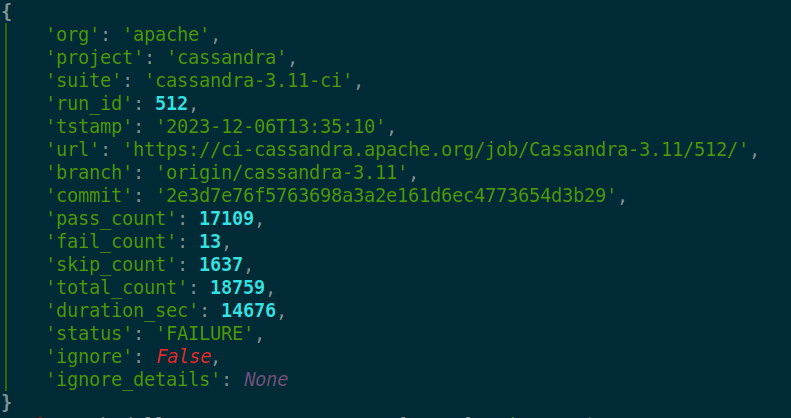 {
'org': 'apache',
'project': 'cassandra',
'suite': 'cassandra-3.11-ci',
'run_id': 512,
'tstamp': '2023-12-06T13:35:10',
'url': 'https://ci-cassandra.apache.org/job/Cassandra-3.11/512/',
'branch': 'origin/cassandra-3.11',
'commit': '2e3d7e76f5763698a3a2e161d6ec4773654d3b29',
'pass_count': 17109,
'fail_count': 13,
'skip_count': 1637,
'total_count': 18759,
'duration_sec': 14676,
'status': 'FAILURE',
'ignore': False,
'ignore_details': None
}